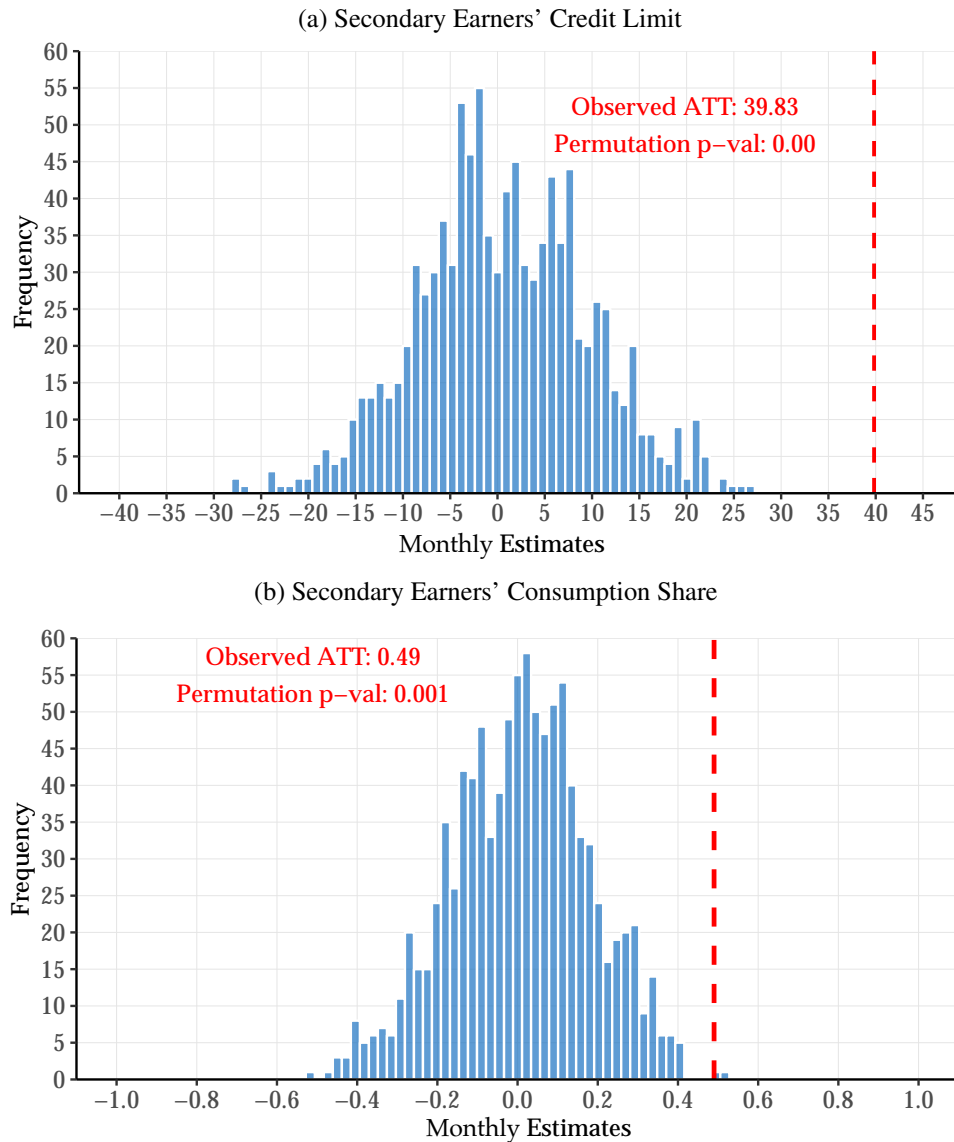 (a) Secondary Earners’ Credit Limit
60
55
50
45
40
35
30
25
20
15
10
5
0
Frequency
Observed ATT: 39.83
Permutation p−val: 0.00
−40 −35 −30 −25 −20 −15 −10 −5 0 5 10 15 20 25 30 35 40 45
Monthly Estimates
(b) Secondary Earners’ Consumption Share
60
55
50
45
40
35
30
25
20
15
10
5
0
Frequency
Observed ATT: 0.49
Permutation p−val: 0.001
−1.0 −0.8 −0.6 −0.4 −0.2 0.0 0.2 0.4 0.6 0.8 1.0
Monthly Estimates